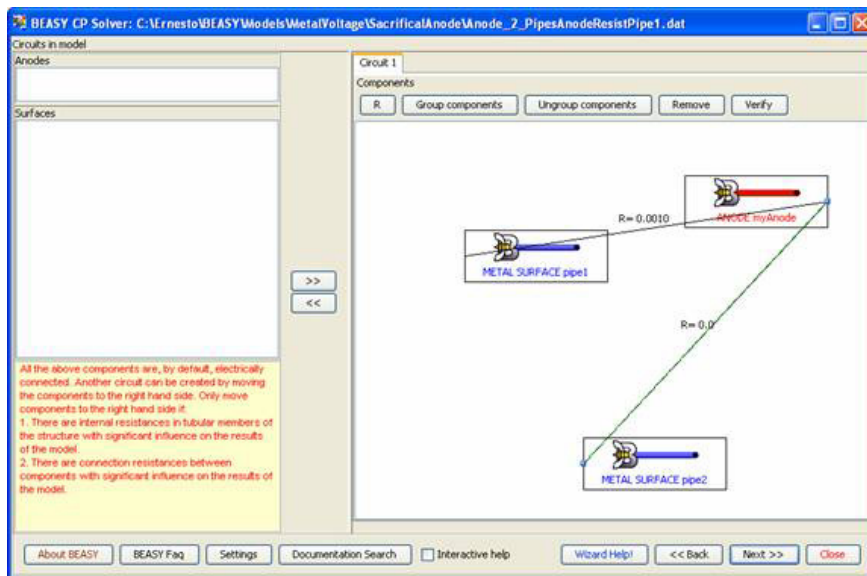 BEASY CP Solver: C:\Ernesto\BEASY\Models\MetalVoltage\SacrificalAnode\Anode_2_PipesAnodeResistPipe1.dat
Circuits in model
Anodes
Surfaces
All the above components are, by default, electrically
connected. Another circuit can be created by moving
the components to the right hand side. Only move
components to the right hand side if:
1. There are internal resistances in tubular members of
the structure with significant influence on the results
of the model.
2. There are connection resistances between
components with significant influence on the results of
the model.
>>
<<
Circuit 1
Components
R Group components Ungroup components Remove Verify
R= 0.0010
ANODE myAnode
METAL SURFACE pipe1
R= 0.0
METAL SURFACE pipe2
About BEASY BEASY Faq Settings Documentation Search Interactive help Wizard Help! << Back Next >> Close